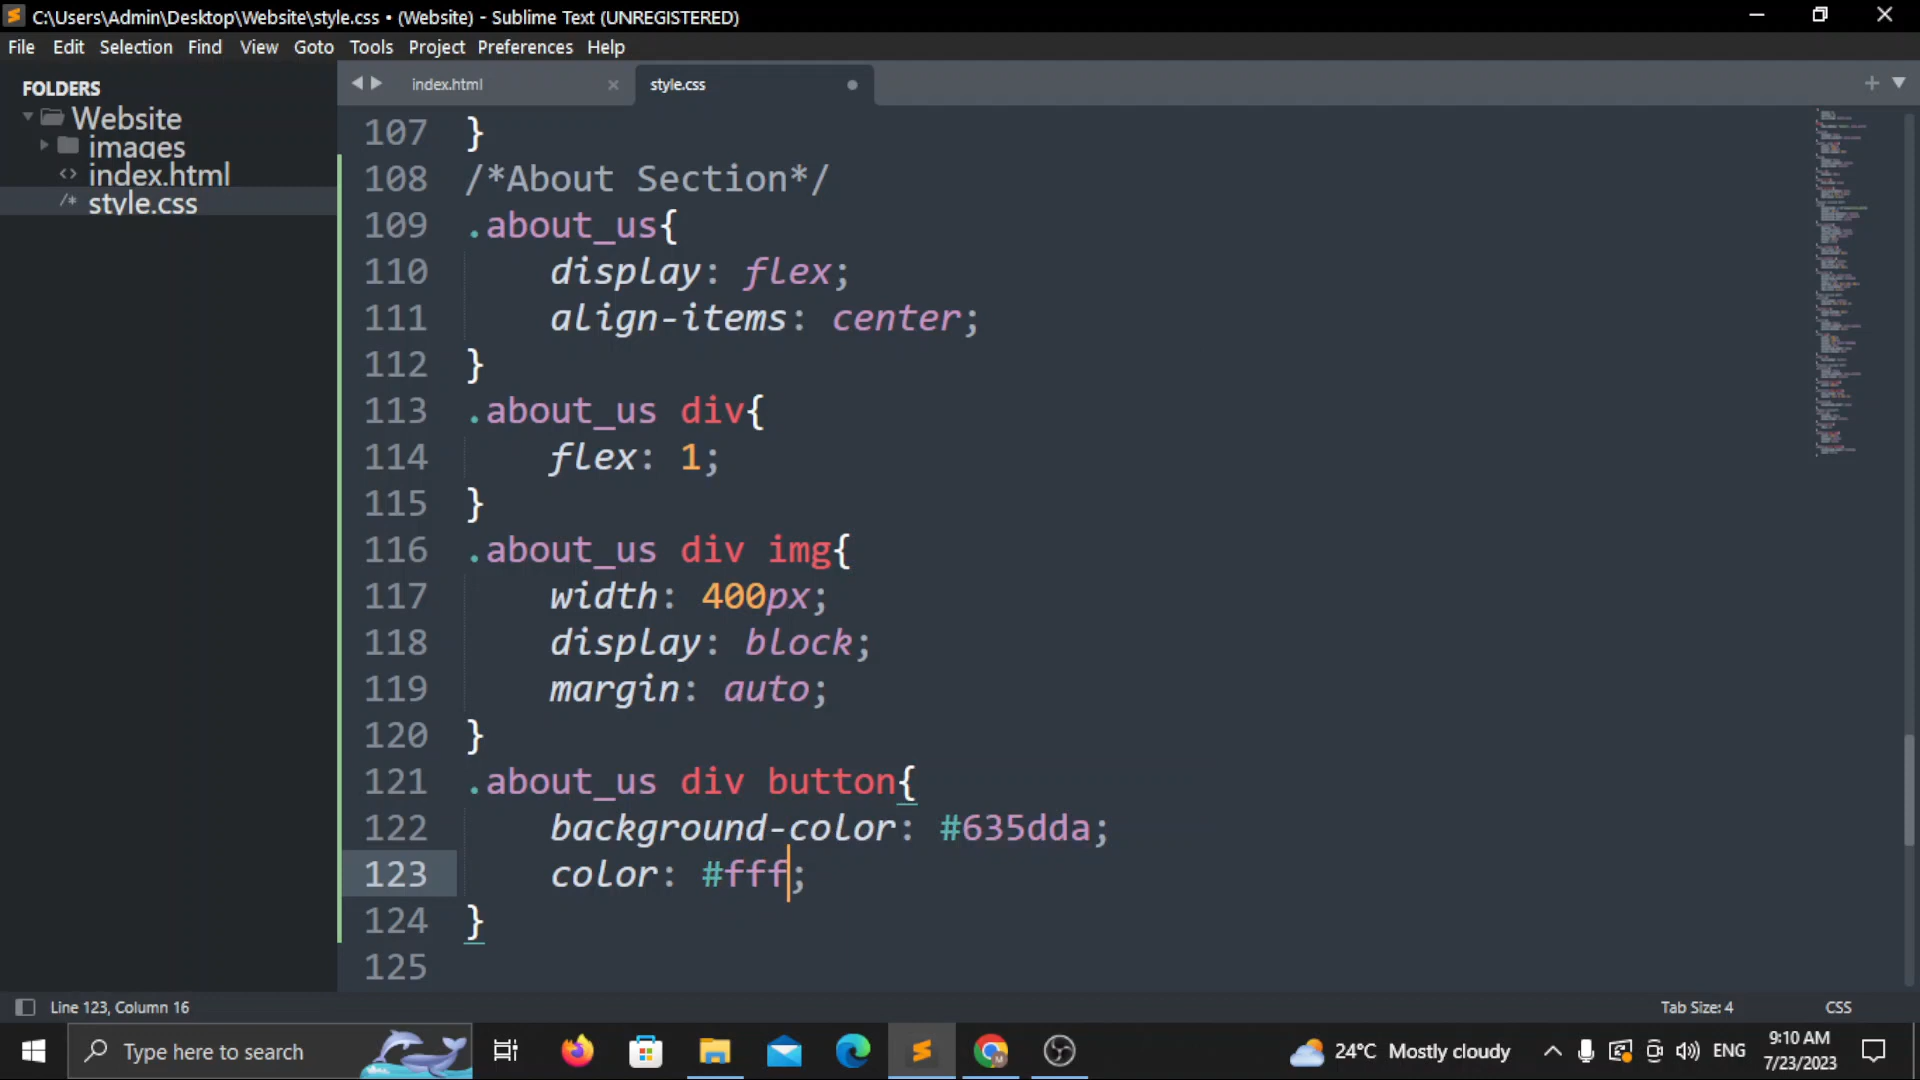 C:\Users\Admin\Desktop\Website\style.css • (Website) - Sublime Text (UNREGISTERED)
File Edit Selection Find View Goto Tools Project Preferences Help
FOLDERS
Website
images
index.html
style.css
index.html
style.css
107 }
108 /*About Section*/
109 .about_us{
110 display: flex;
111 align-items: center;
112 }
113 .about_us div{
114 flex: 1;
115 }
116 .about_us div img{
117 width: 400px;
118 display: block;
119 margin: auto;
120 }
121 .about_us div button{
122 background-color: #635dda;
123 color: #fff;
124 }
125
Line 123, Column 16
Tab Size: 4
CSS
Type here to search
24°C Mostly cloudy
ENG
9:10 AM
7/23/2023